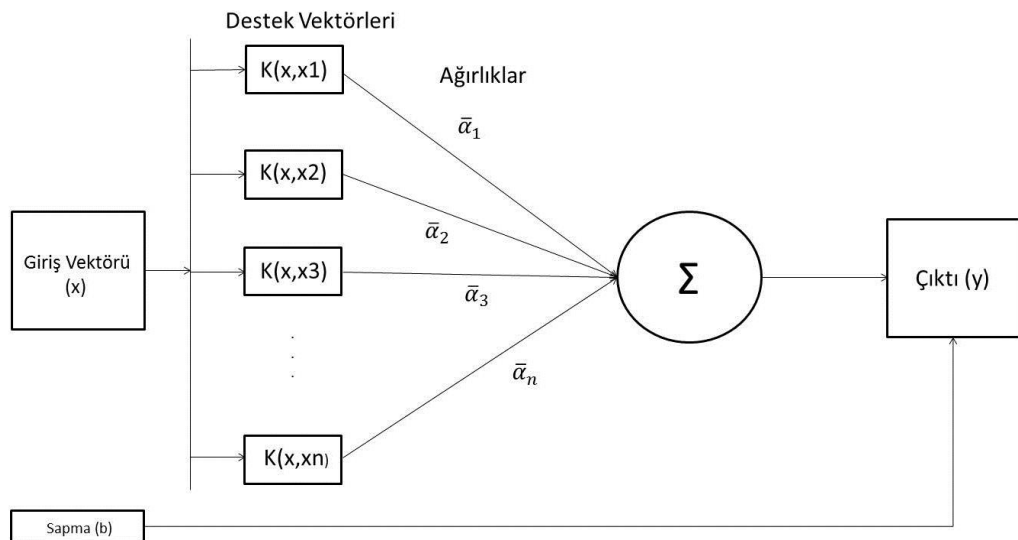 Destek Vektörleri
K(x,x1)
Ağırlıklar
ᾱ1
K(x,x2)
ᾱ2
Giriş Vektörü
(x)
K(x,x3)
ᾱ3
Σ
Çıktı (y)
.
.
.
ᾱn
K(x,xn)
Sapma (b)